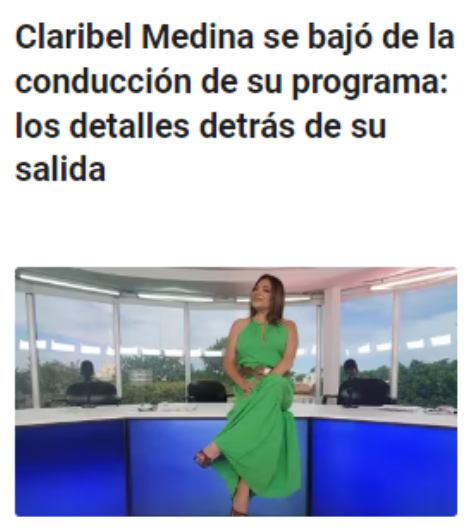 Claribel Medina se bajó de la
conducción de su programa:
los detalles detrás de su
salida